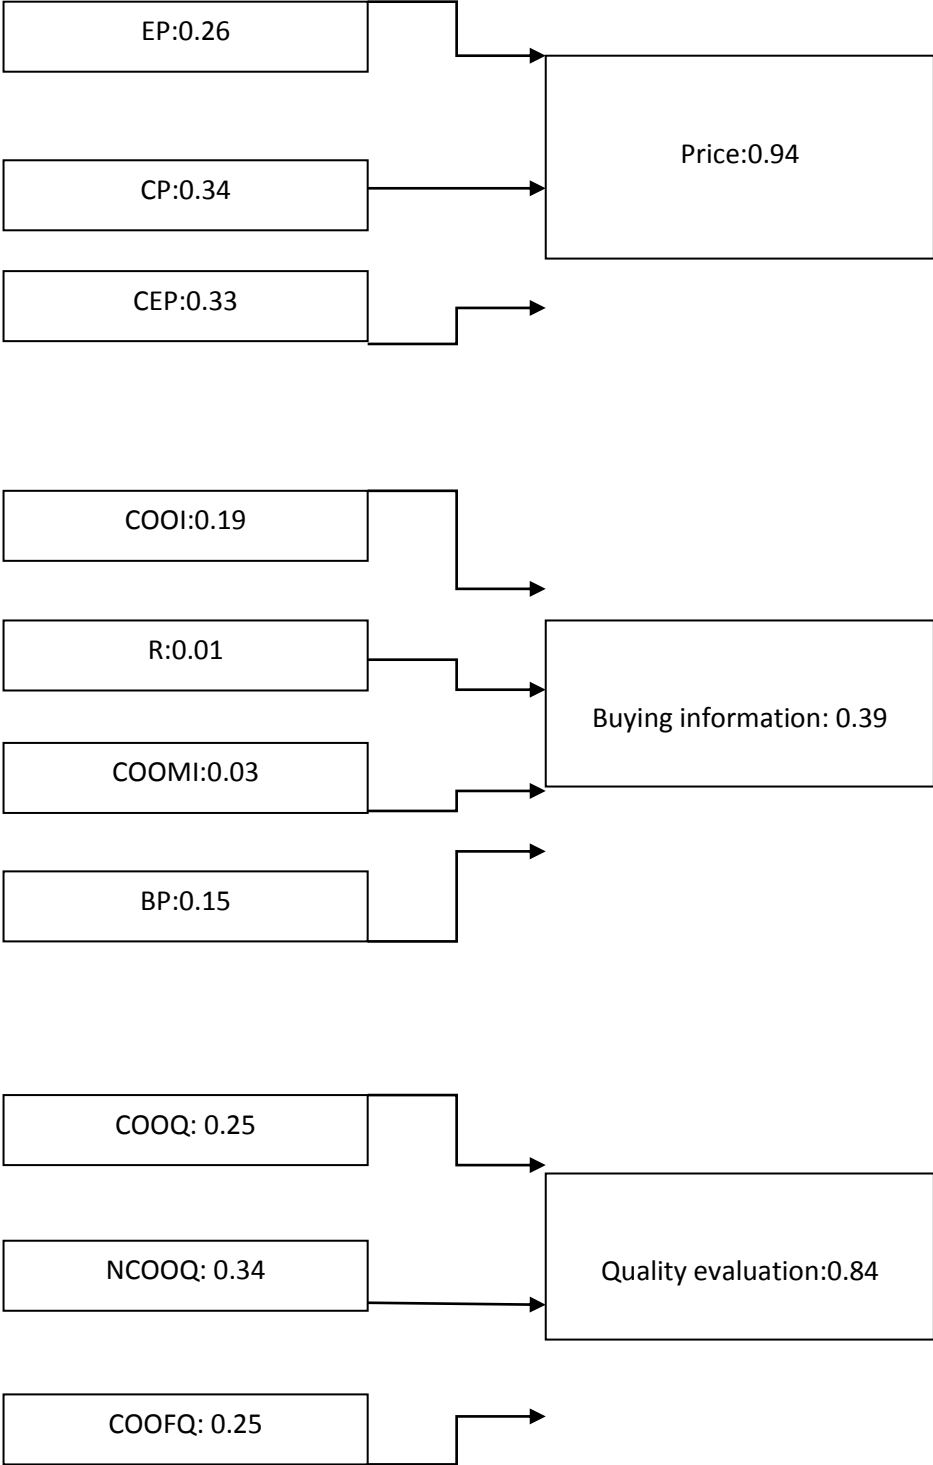 EP:0.26
Price:0.94
CP:0.34
CEP:0.33
COOI:0.19
R:0.01
Buying information: 0.39
COOMI:0.03
BP:0.15
COOQ: 0.25
NCOOQ: 0.34
Quality evaluation:0.84
COOFQ: 0.25